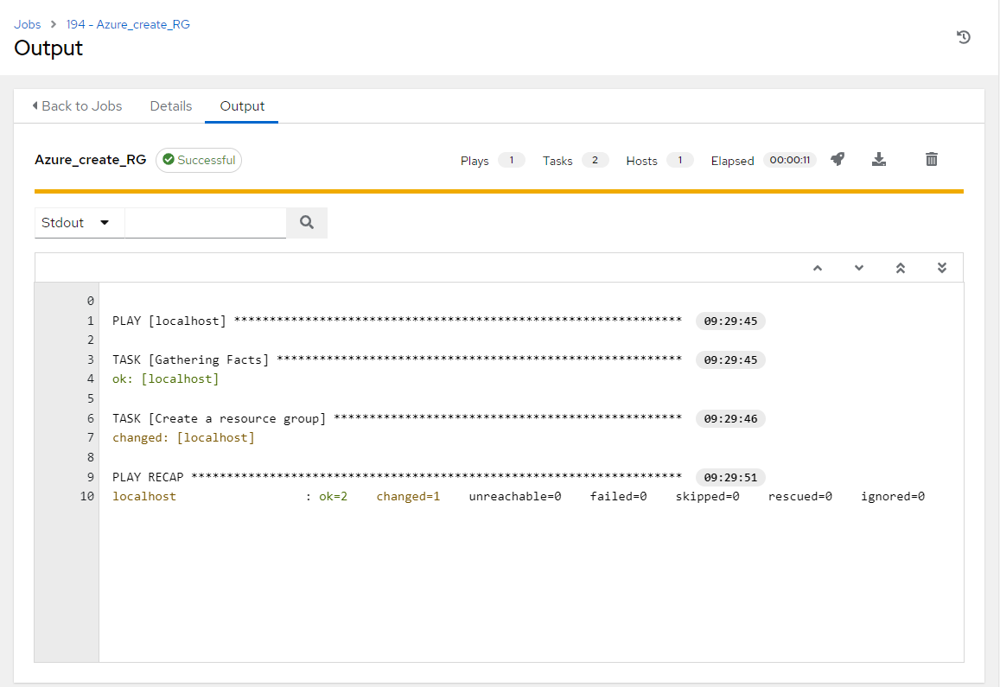 Jobs > 194 - Azure_create_RG
Output
Back to Jobs Details Output
Azure_create_RG Successful Plays 1 Tasks 2 Hosts 1 Elapsed 00:00:11
Stdout
0
1 PLAY [localhost] *************************************************************** 09:29:45
2
3 TASK [Gathering Facts] ********************************************************* 09:29:45
4 ok: [localhost]
5
6 TASK [Create a resource group] ************************************************* 09:29:46
7 changed: [localhost]
8
9 PLAY RECAP ********************************************************************* 09:29:51
10 localhost : ok=2 changed=1 unreachable=0 failed=0 skipped=0 rescued=0 ignored=0